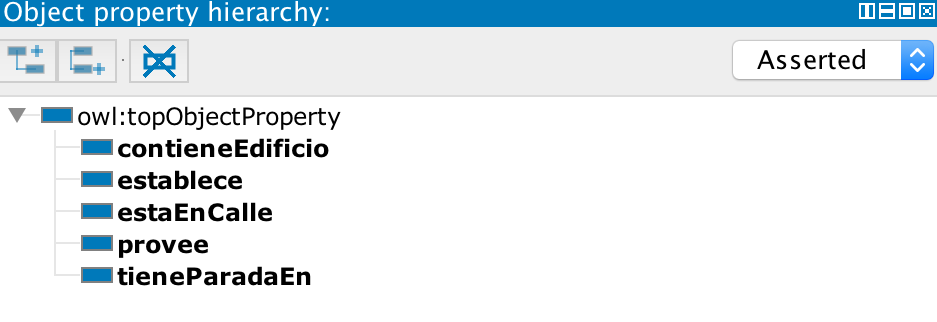 Object property hierarchy:
Asserted
owl:topObjectProperty
contieneEdificio
establece
estaEnCalle
provee
tieneParadaEn